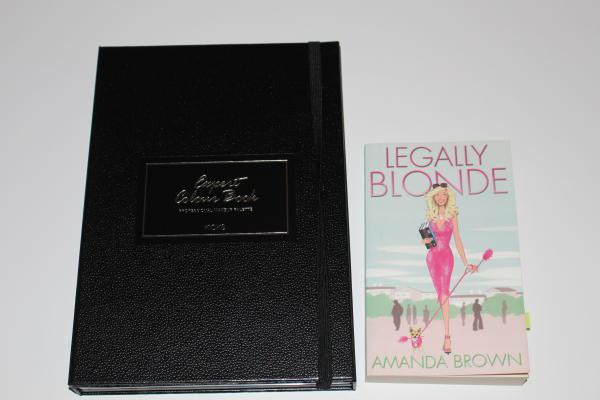 Expert
Colour Book
PROFESSIONAL MAKEUP PALETTE
KIKO
LEGALLY
BLONDE
AMANDA BROWN